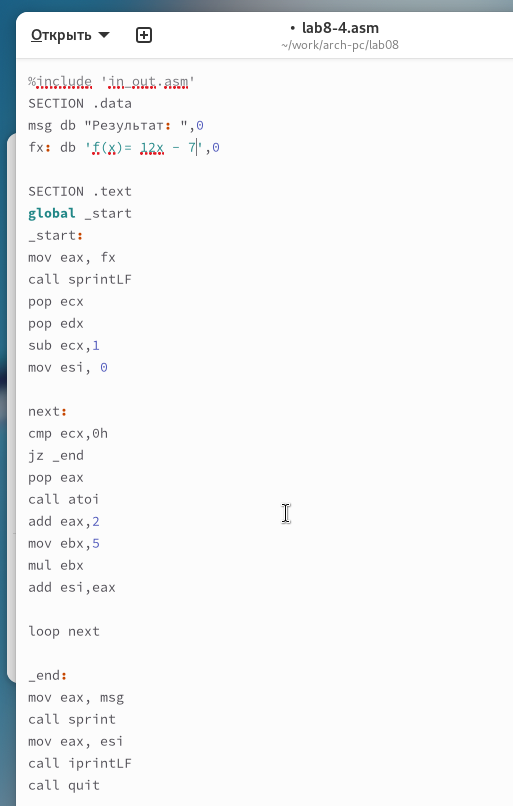 Открыть
• lab8-4.asm
~/work/arch-pc/lab08
%include 'in_out.asm'
SECTION .data
msg db "Результат: ",0
fx: db 'f(x)= 12x - 7',0

SECTION .text
global _start
_start:
mov eax, fx
call sprintLF
pop ecx
pop edx
sub ecx,1
mov esi, 0

next:
cmp ecx,0h
jz _end
pop eax
call atoi
add eax,2
mov ebx,5
mul ebx
add esi,eax

loop next

_end:
mov eax, msg
call sprint
mov eax, esi
call iprintLF
call quit